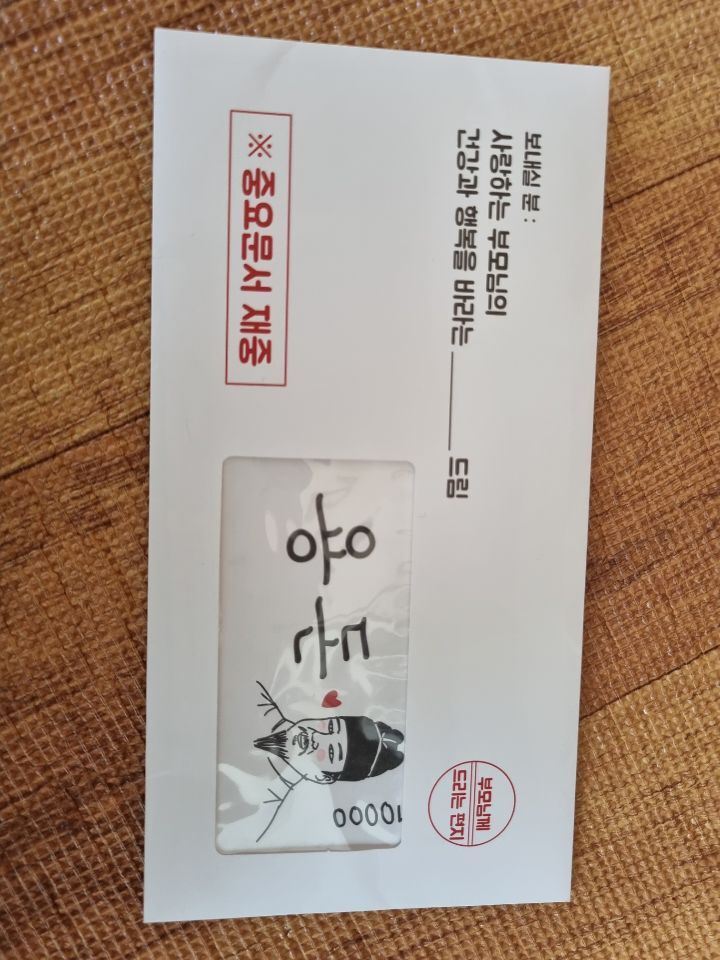 보내실 분 :
사랑하는 부모님의
건강과 행복을 바라는 ________ 드림
부모님께
드리는 편지
※ 중요문서 재중
용돈
10000